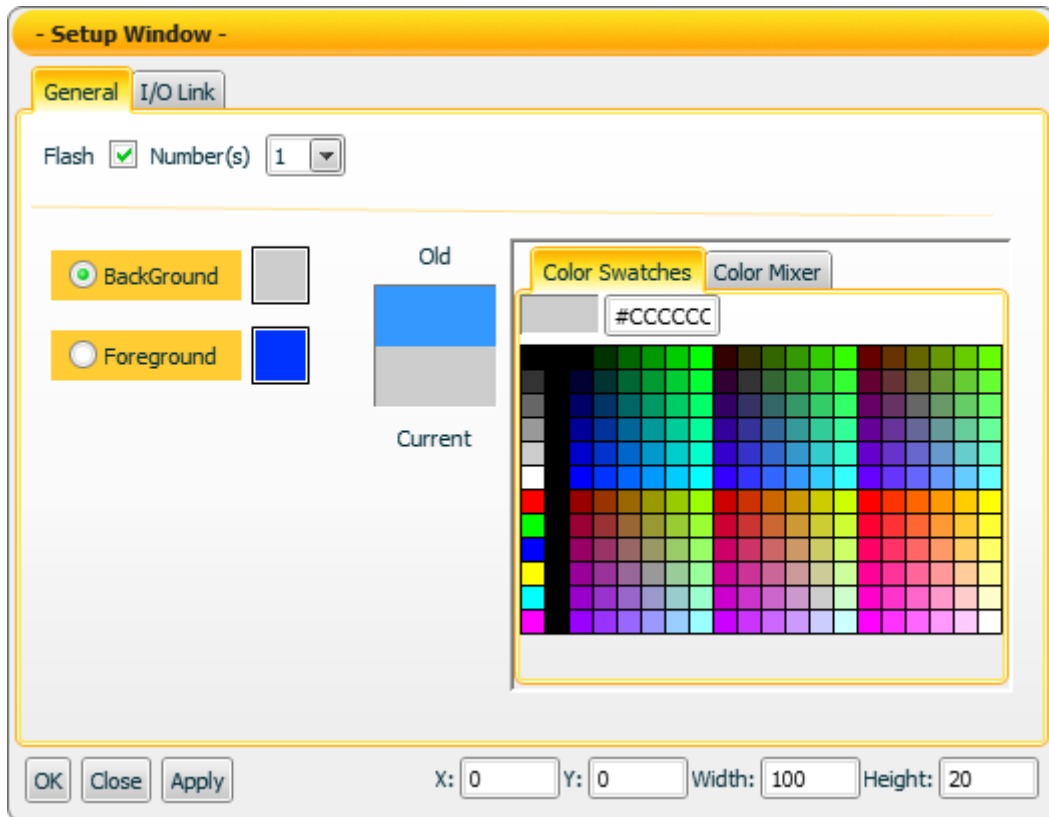 - Setup Window -
General I/O Link
Flash Number(s) 1
Old
Color Swatches Color Mixer
BackGround
#CCCCCC
Foreground
Current
OK Close Apply X: 0 Y: 0 Width: 100 Height: 20